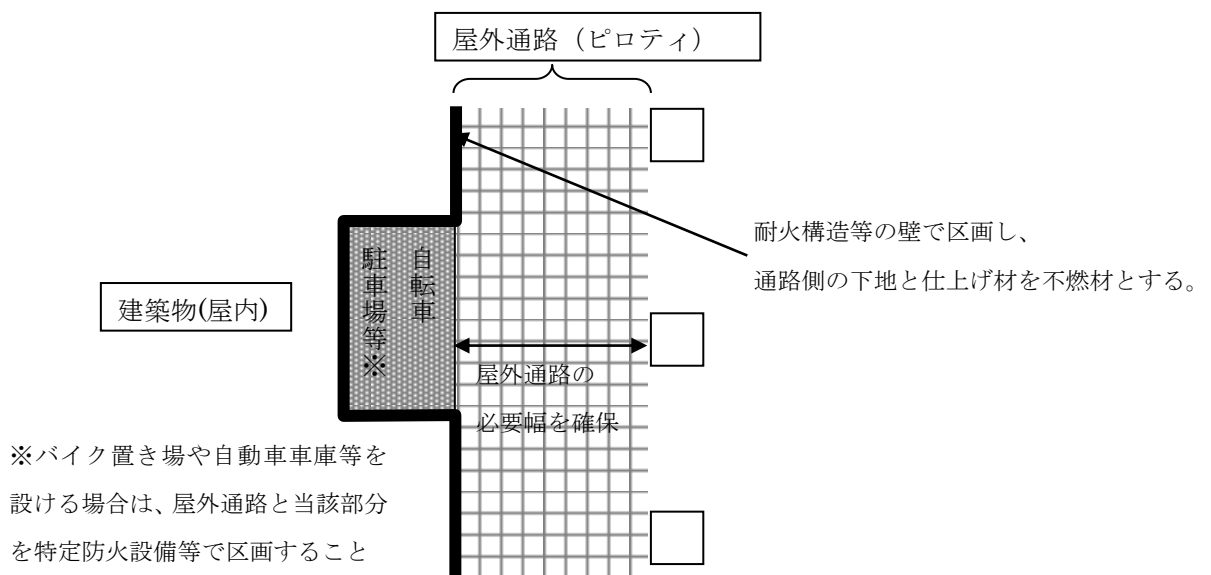 屋外通路（ピロティ）
耐火構造等の壁で区画し、
通路側の下地と仕上げ材を不燃材とする。
自転車
駐車場等※
建築物(屋内)
屋外通路の
必要幅を確保
※バイク置き場や自動車車庫等を
設ける場合は、屋外通路と当該部分
を特定防火設備等で区画すること